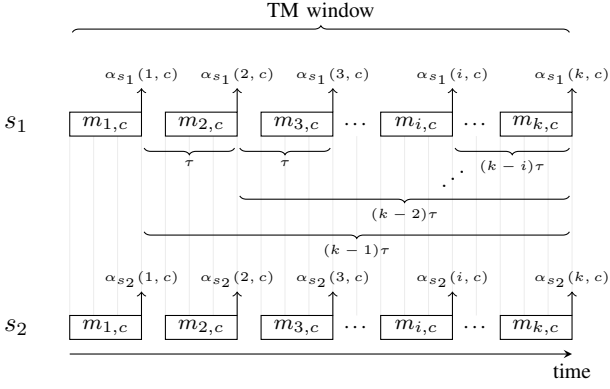 TM window
α_{s_1}(1, c) α_{s_1}(2, c) α_{s_1}(3, c) α_{s_1}(i, c) α_{s_1}(k, c)
s_1 m_{1,c} m_{2,c} m_{3,c} ... m_{i,c} ... m_{k,c}
τ τ (k − i)τ
(k − 2)τ
(k − 1)τ
α_{s_2}(1, c) α_{s_2}(2, c) α_{s_2}(3, c) α_{s_2}(i, c) α_{s_2}(k, c)
s_2 m_{1,c} m_{2,c} m_{3,c} ... m_{i,c} ... m_{k,c}
time